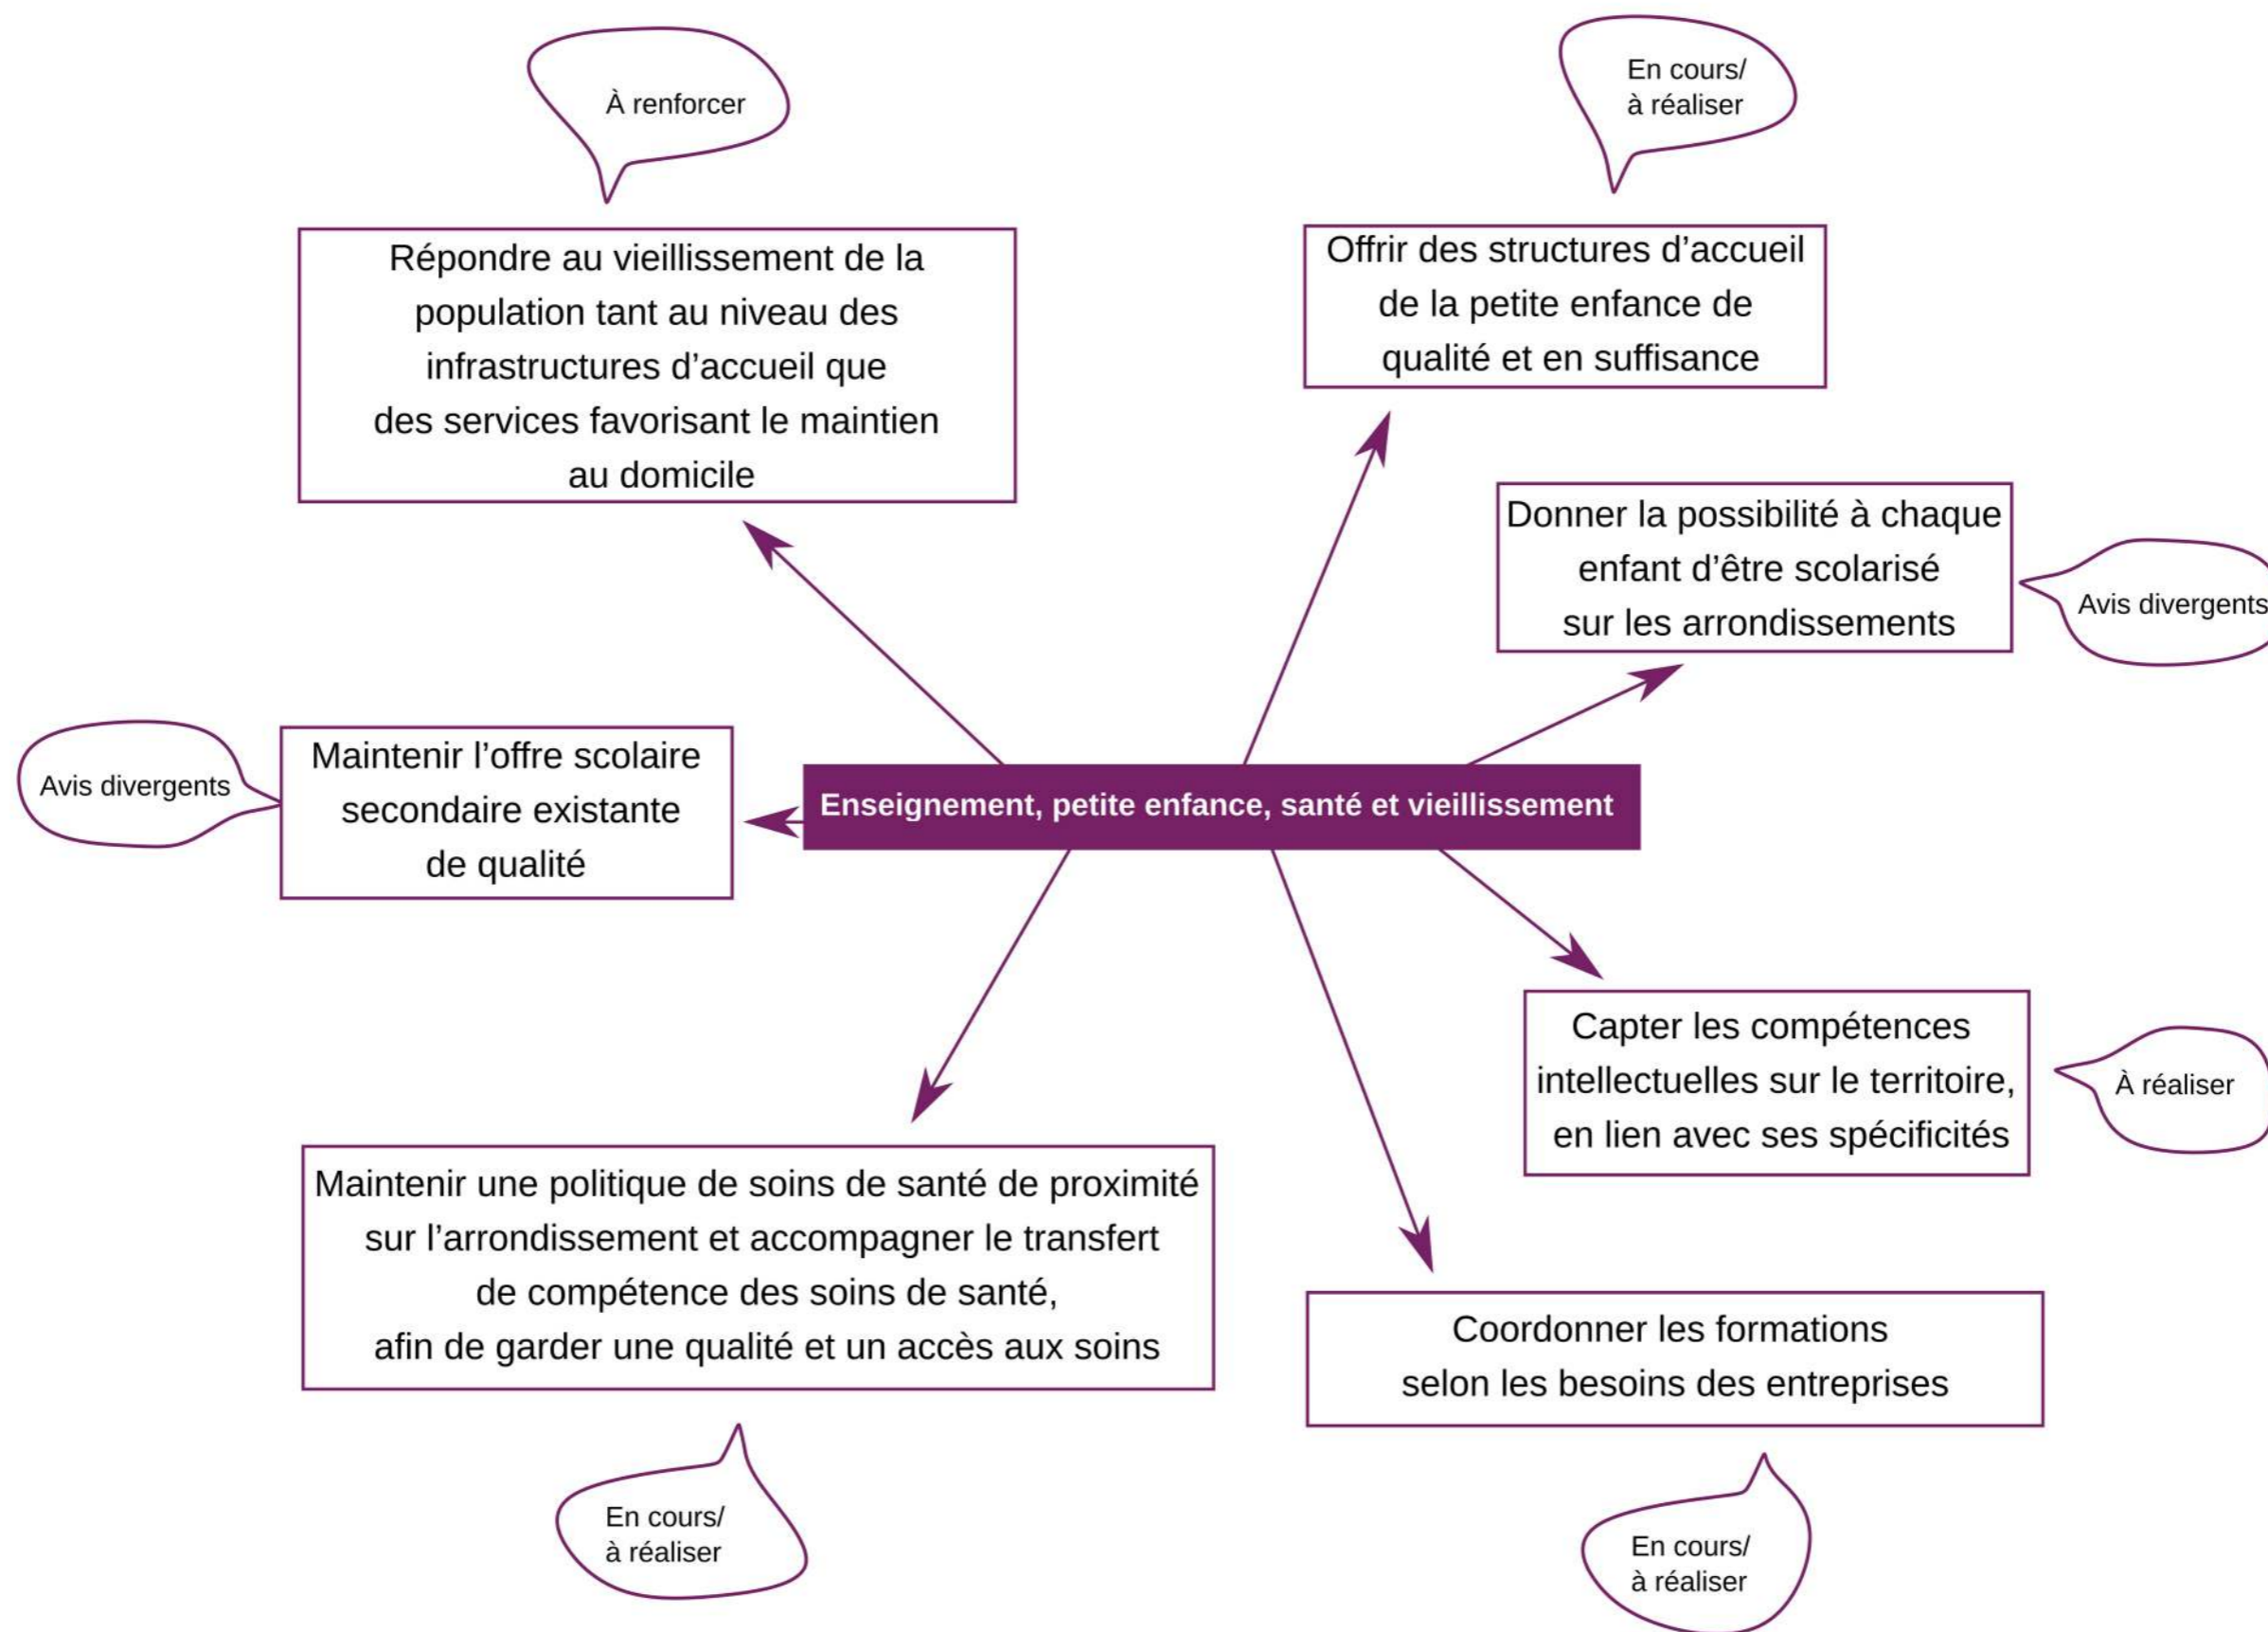 À renforcer
En cours/
à réaliser
Répondre au vieillissement de la
population tant au niveau des
infrastructures d’accueil que
des services favorisant le maintien
au domicile
Offrir des structures d’accueil
de la petite enfance de
qualité et en suffisance
Donner la possibilité à chaque
enfant d’être scolarisé
sur les arrondissements
Avis divergents
Avis divergents
Maintenir l’offre scolaire
secondaire existante
de qualité
Enseignement, petite enfance, santé et vieillissement
Capter les compétences
intellectuelles sur le territoire,
en lien avec ses spécificités
À réaliser
Maintenir une politique de soins de santé de proximité
sur l’arrondissement et accompagner le transfert
de compétence des soins de santé,
afin de garder une qualité et un accès aux soins
Coordonner les formations
selon les besoins des entreprises
En cours/
à réaliser
En cours/
à réaliser